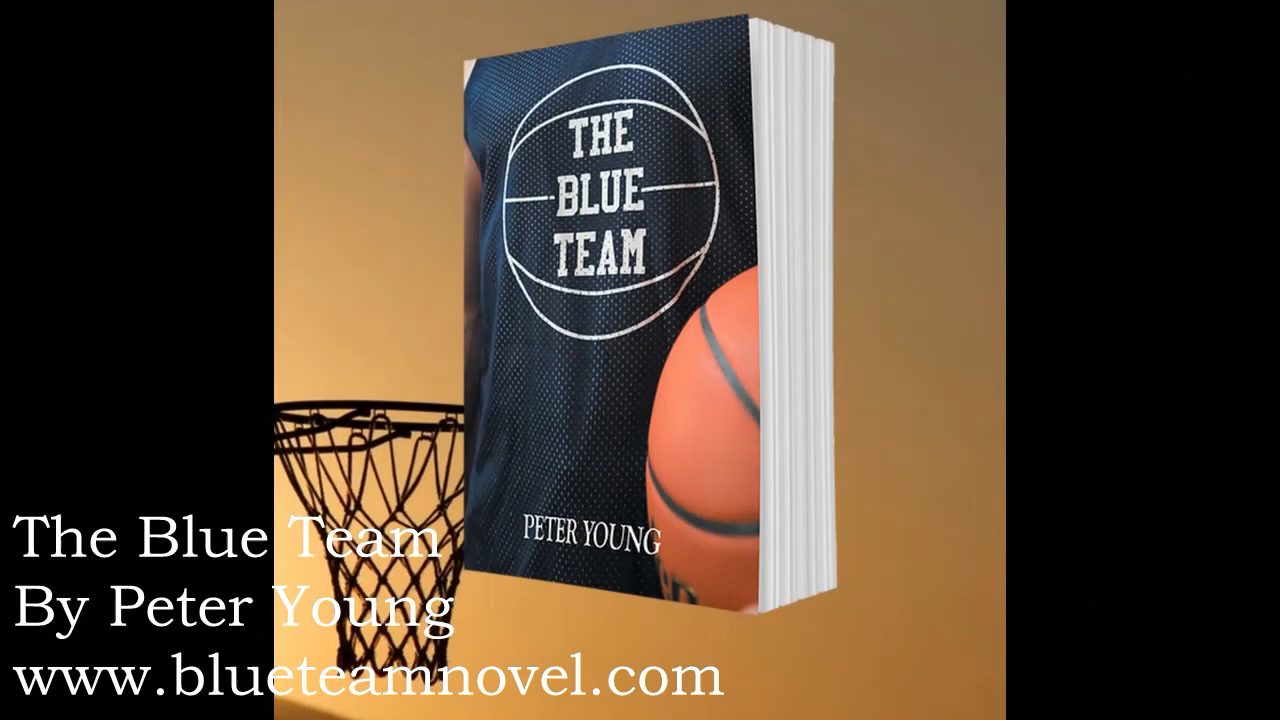 THE
BLUE
TEAM
PETER YOUNG
The Blue Team
By Peter Young
www.blueteamnovel.com